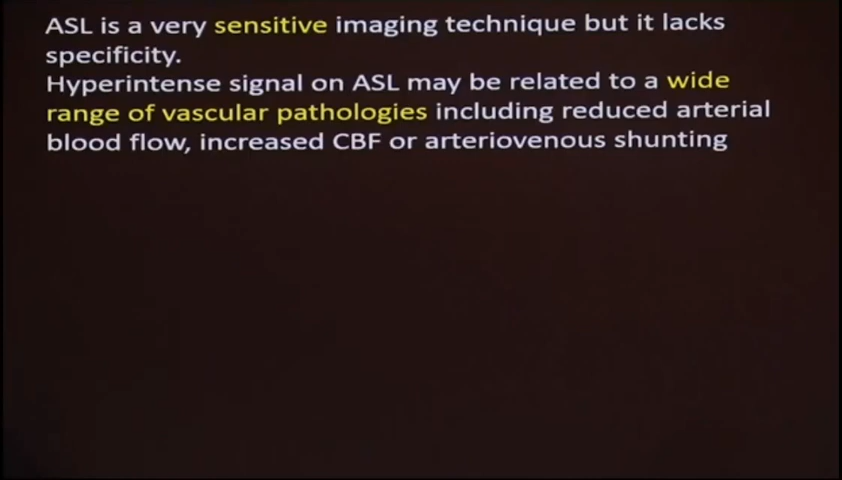 ASL is a very sensitive imaging technique but it lacks
specificity.
Hyperintense signal on ASL may be related to a wide
range of vascular pathologies including reduced arterial
blood flow, increased CBF or arteriovenous shunting